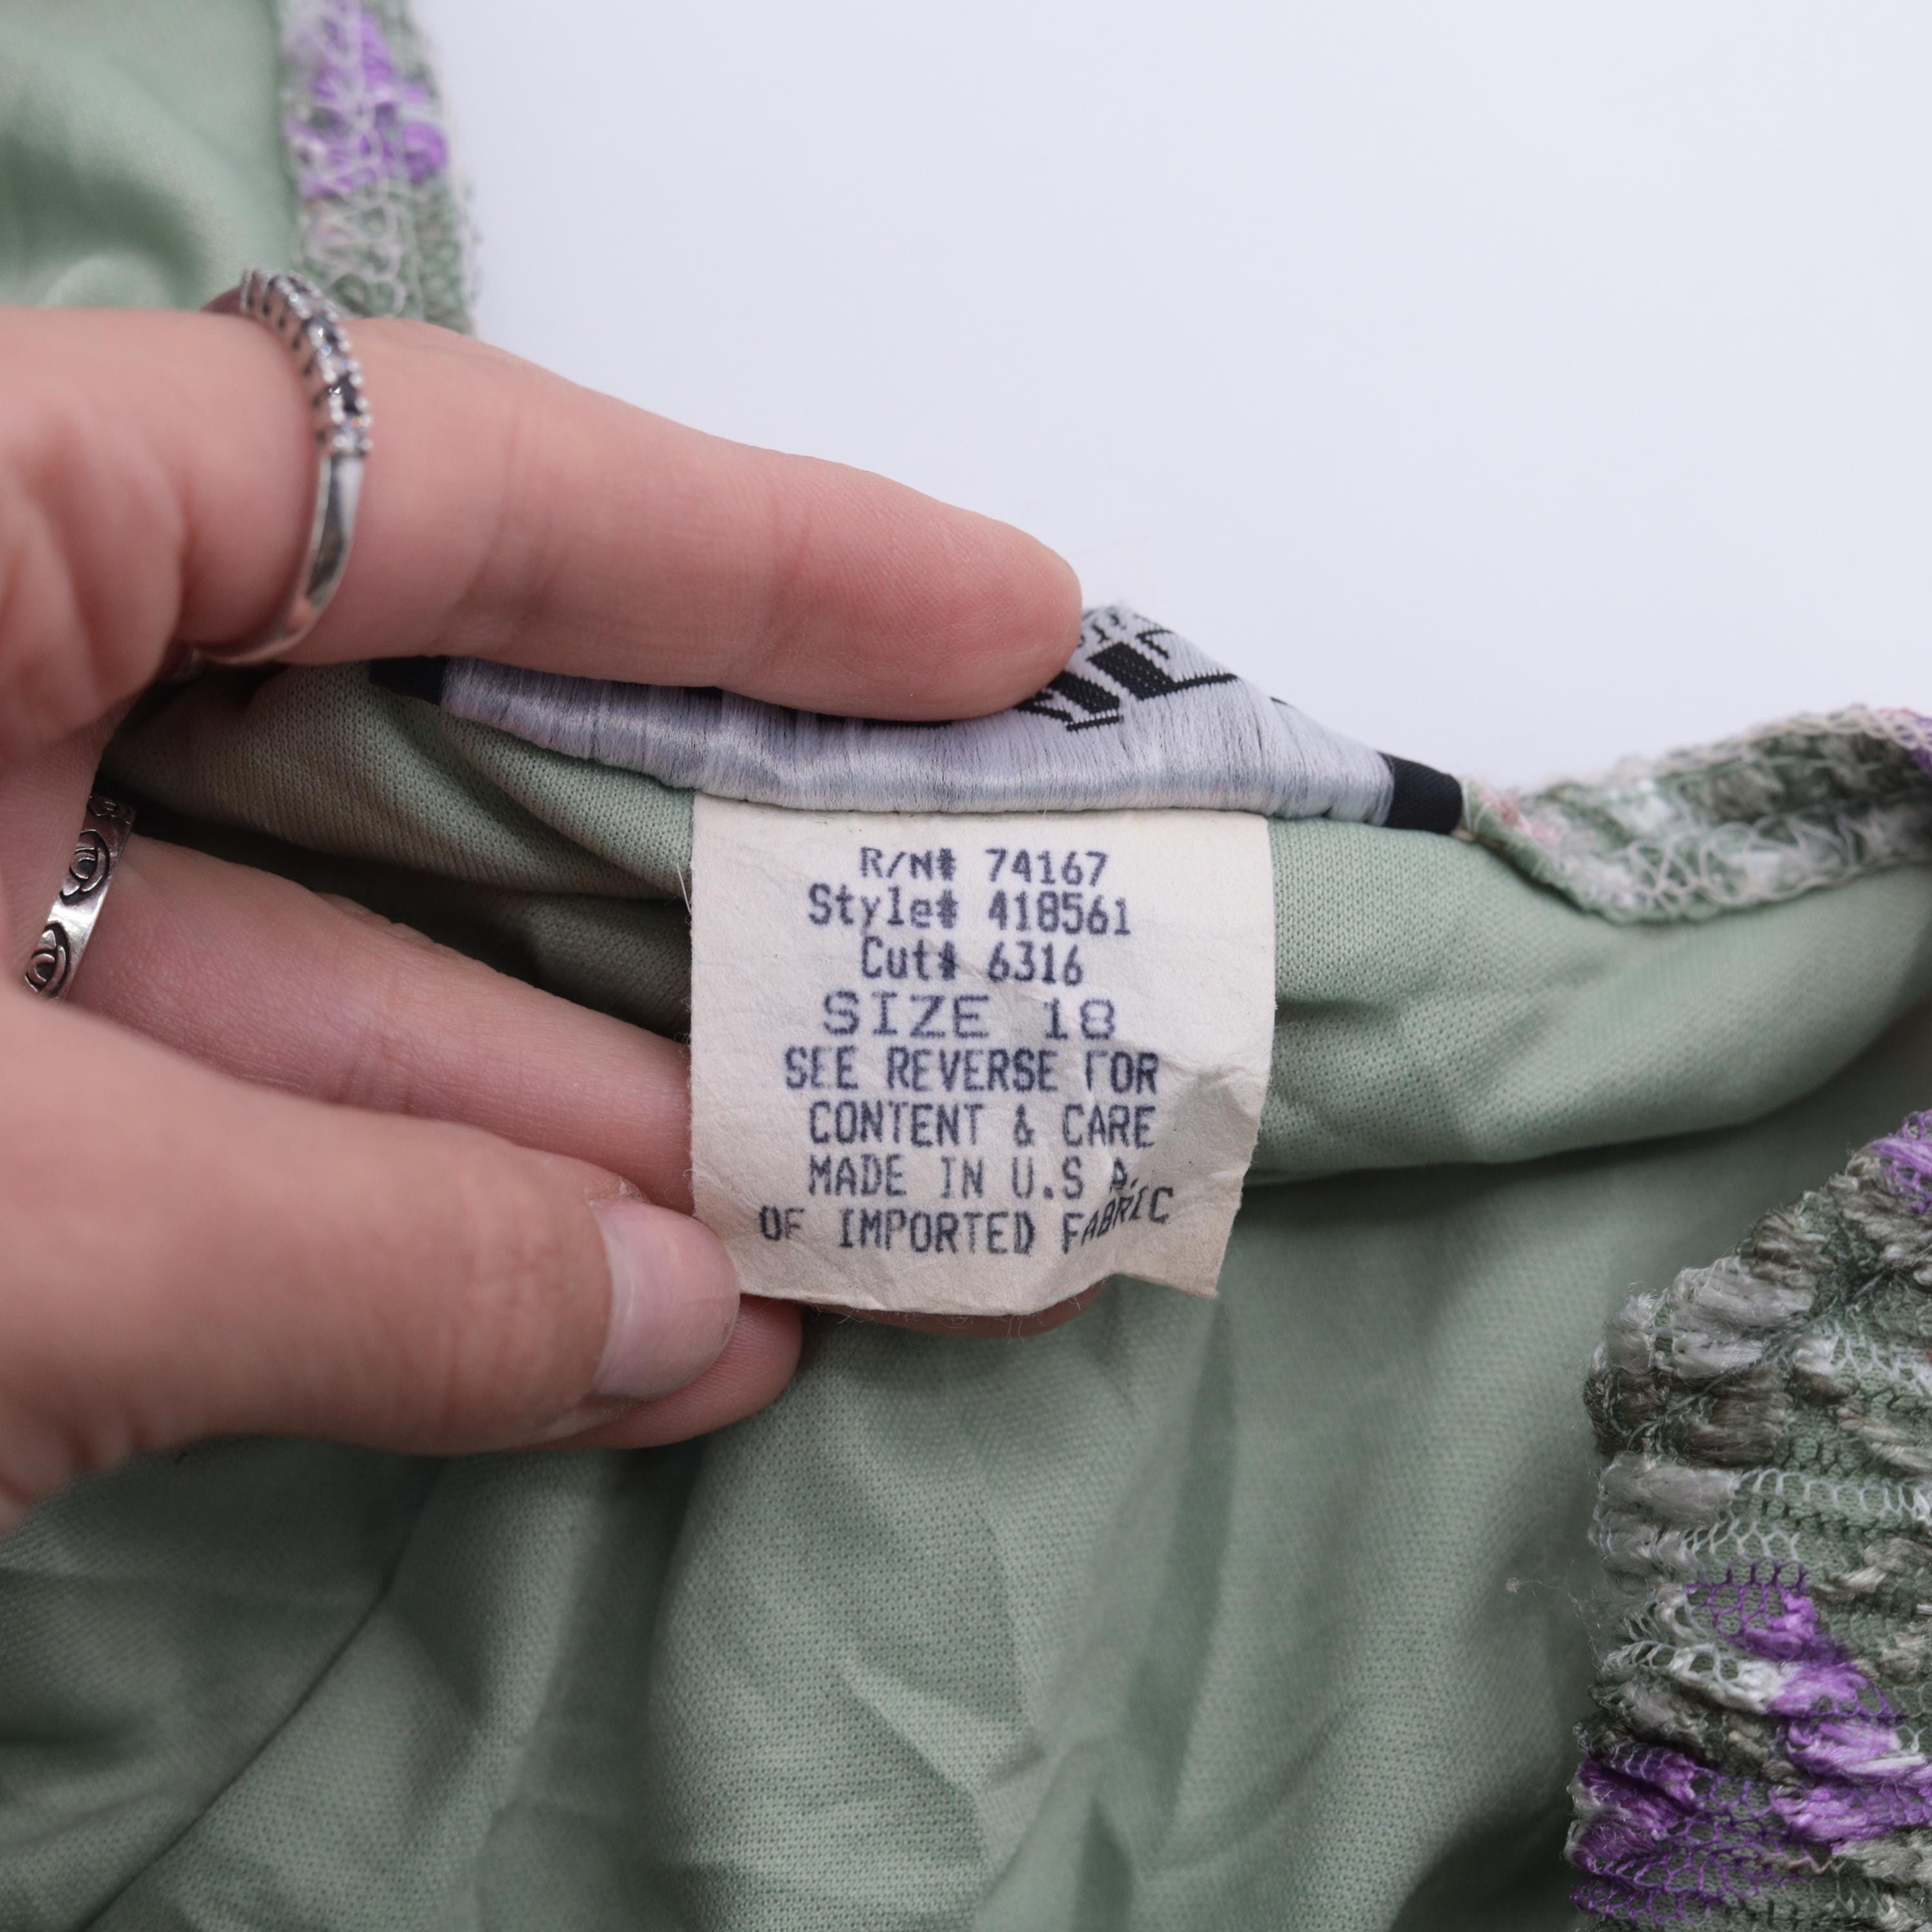 R/N# 74167
Style# 418561
Cut# 6316
SIZE 18
SEE REVERSE FOR
CONTENT & CARE
MADE IN U.S.A.
OF IMPORTED FABRIC